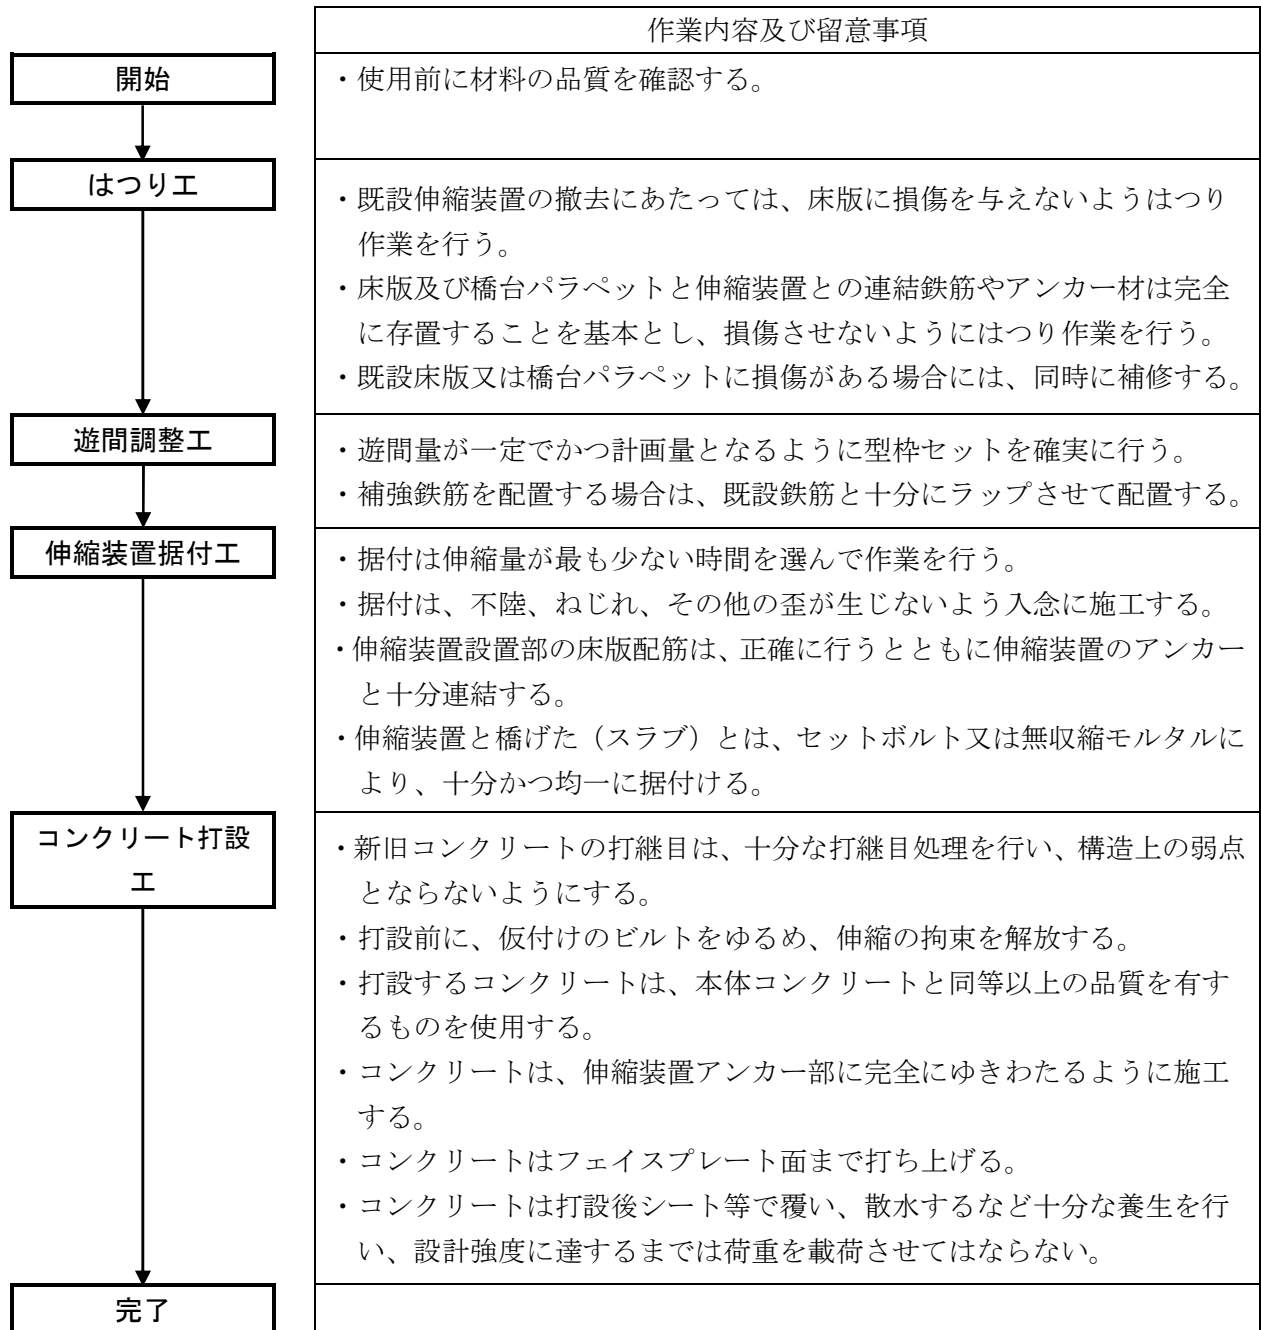 作業内容及び留意事項
開始
・使用前に材料の品質を確認する。
はつり工
・既設伸縮装置の撤去にあたっては、床版に損傷を与えないようはつり
作業を行う。
・床版及び橋台パラペットと伸縮装置との連結鉄筋やアンカー材は完全
に存置することを基本とし、損傷させないようにはつり作業を行う。
・既設床版又は橋台パラペットに損傷がある場合には、同時に補修する。
遊間調整工
・遊間量が一定でかつ計画量となるように型枠セットを確実に行う。
・補強鉄筋を配置する場合は、既設鉄筋と十分にラップさせて配置する。
伸縮装置据付工
・据付は伸縮量が最も少ない時間を選んで作業を行う。
・据付は、不陸、ねじれ、その他の歪が生じないよう入念に施工する。
・伸縮装置設置部の床版配筋は、正確に行うとともに伸縮装置のアンカー
と十分連結する。
・伸縮装置と橋げた（スラブ）とは、セットボルト又は無収縮モルタルに
より、十分かつ均一に据付ける。
コンクリート打設
工
・新旧コンクリートの打継目は、十分な打継目処理を行い、構造上の弱点
とならないようにする。
・打設前に、仮付けのビルトをゆるめ、伸縮の拘束を解放する。
・打設するコンクリートは、本体コンクリートと同等以上の品質を有す
るものを使用する。
・コンクリートは、伸縮装置アンカー部に完全にゆきわたるように施工
する。
・コンクリートはフェイスプレート面まで打ち上げる。
・コンクリートは打設後シート等で覆い、散水するなど十分な養生を行
い、設計強度に達するまでは荷重を載荷させてはならない。
完了